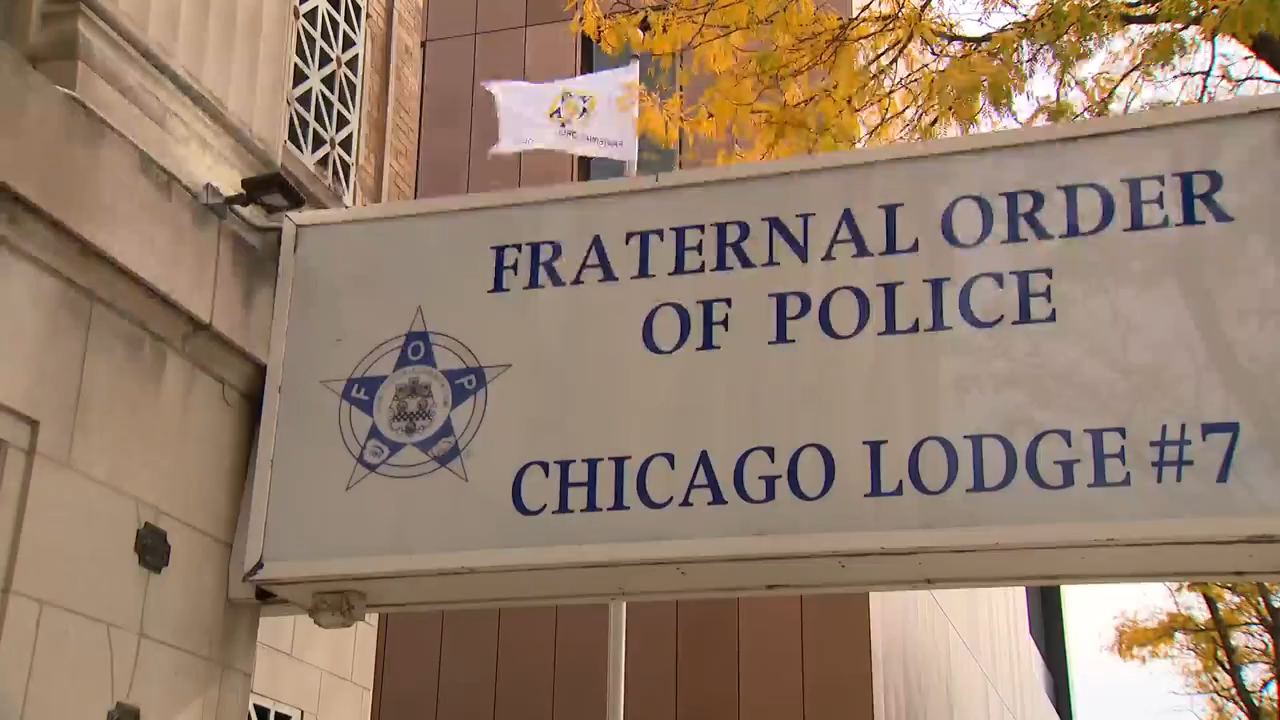 FRATERNAL ORDER
OF POLICE
F O P
CHICAGO LODGE #7